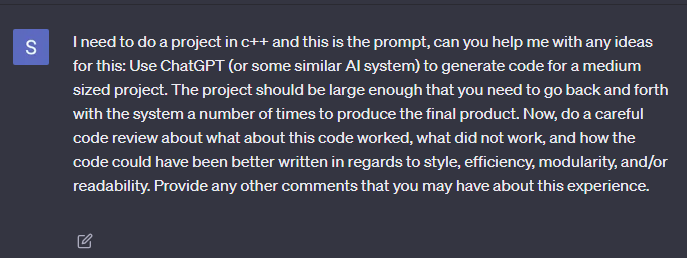 S
I need to do a project in c++ and this is the prompt, can you help me with any ideas
for this: Use ChatGPT (or some similar AI system) to generate code for a medium
sized project. The project should be large enough that you need to go back and forth
with the system a number of times to produce the final product. Now, do a careful
code review about what about this code worked, what did not work, and how the
code could have been better written in regards to style, efficiency, modularity, and/or
readability. Provide any other comments that you may have about this experience.